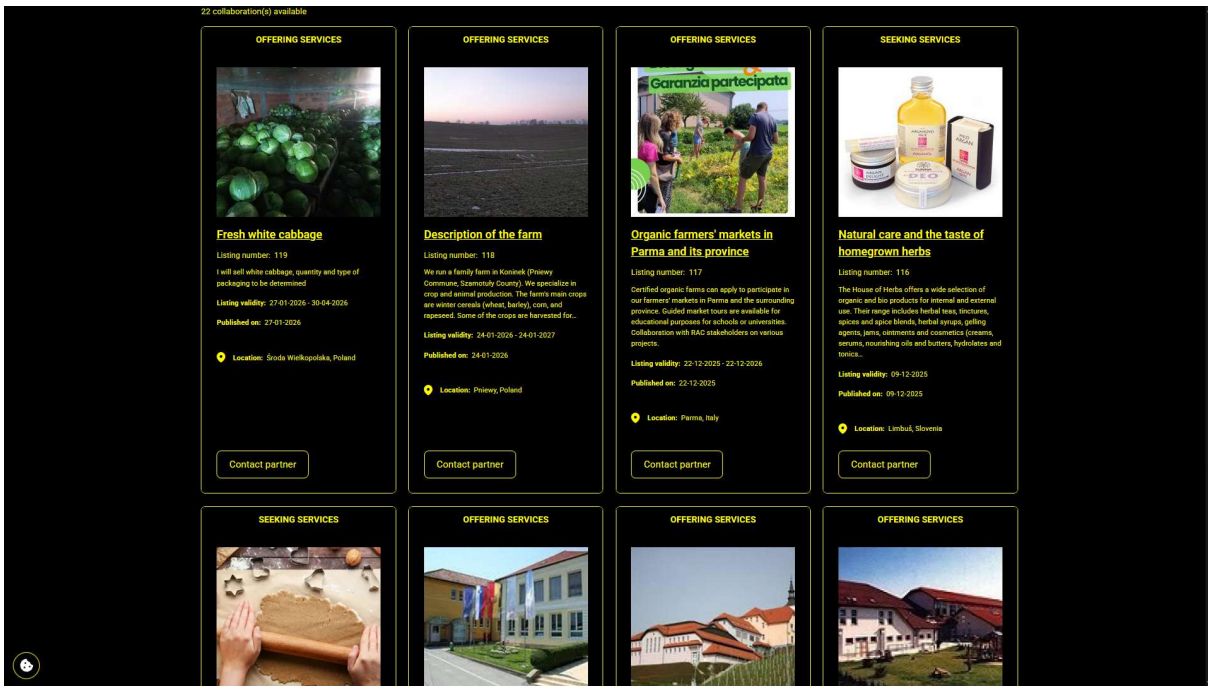 22 collaboration(s) available
OFFERING SERVICES
Fresh white cabbage
Listing number: 119
I will sell white cabbage, quantity and type of
packaging to be determined
Listing validity: 27-01-2026 - 30-04-2026
Published on: 27-01-2026
Location: Środa Wielkopolska, Poland
Contact partner
OFFERING SERVICES
Description of the farm
Listing number: 118
We run a family farm in Koninek (Pniewy
Commune, Szamotuły County). We specialize in
crop and animal production. The farm's main crops
are winter cereals (wheat, barley), corn, and
rapeseed. Some of the crops are harvested for...
Listing validity: 24-01-2026 - 24-01-2027
Published on: 24-01-2026
Location: Pniewy, Poland
Contact partner
OFFERING SERVICES
Garanzia partecipata
Organic farmers' markets in
Parma and its province
Listing number: 117
Certified organic farms can apply to participate in
our farmers' markets in Parma and the surrounding
province. Guided market tours are available for
educational purposes for schools or universities.
Collaboration with RAC stakeholders on various
projects.
Listing validity: 22-12-2025 - 22-12-2026
Published on: 22-12-2025
Location: Parma, Italy
Contact partner
SEEKING SERVICES
DEO
Natural care and the taste of
homegrown herbs
Listing number: 116
The House of Herbs offers a wide selection of
organic and bio products for internal and external
use. Their range includes herbal teas, tinctures,
spices and spice blends, herbal syrups, gelling
agents, jams, ointments and cosmetics (creams,
serums, nourishing oils and butters, hydrolates and
tonics...
Listing validity: 09-12-2025
Published on: 09-12-2025
Location: Limbuš, Slovenia
Contact partner
SEEKING SERVICES
OFFERING SERVICES
OFFERING SERVICES
OFFERING SERVICES